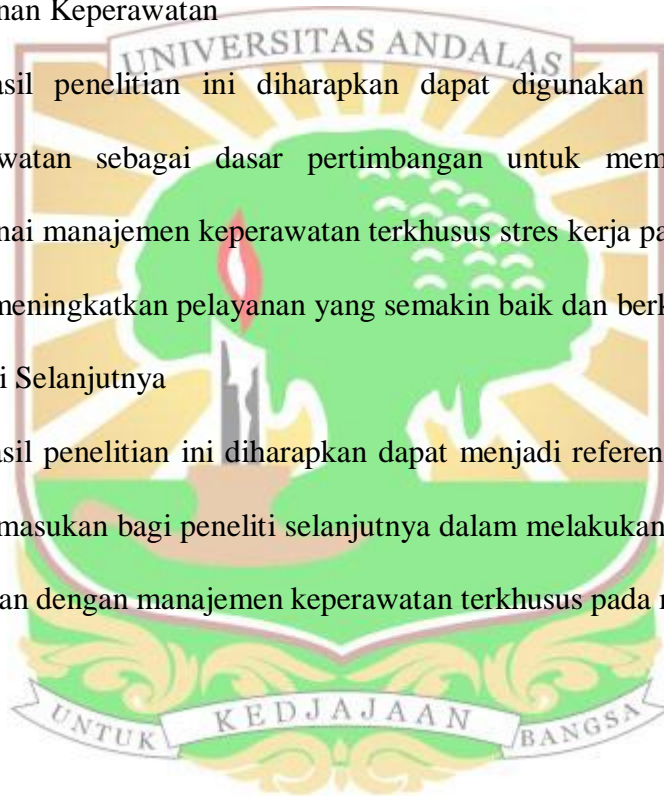 nan Keperawatan
UNIVERSITAS ANDALAS
asil penelitian ini diharapkan dapat digunakan
watan sebagai dasar pertimbangan untuk mem
nai manajemen keperawatan terkhusus stres kerja pa
meningkatkan pelayanan yang semakin baik dan berk
i Selanjutnya
asil penelitian ini diharapkan dapat menjadi referen
masukan bagi peneliti selanjutnya dalam melakukan
an dengan manajemen keperawatan terkhusus pada
UNTUK KEDJAJAAN BANGSA